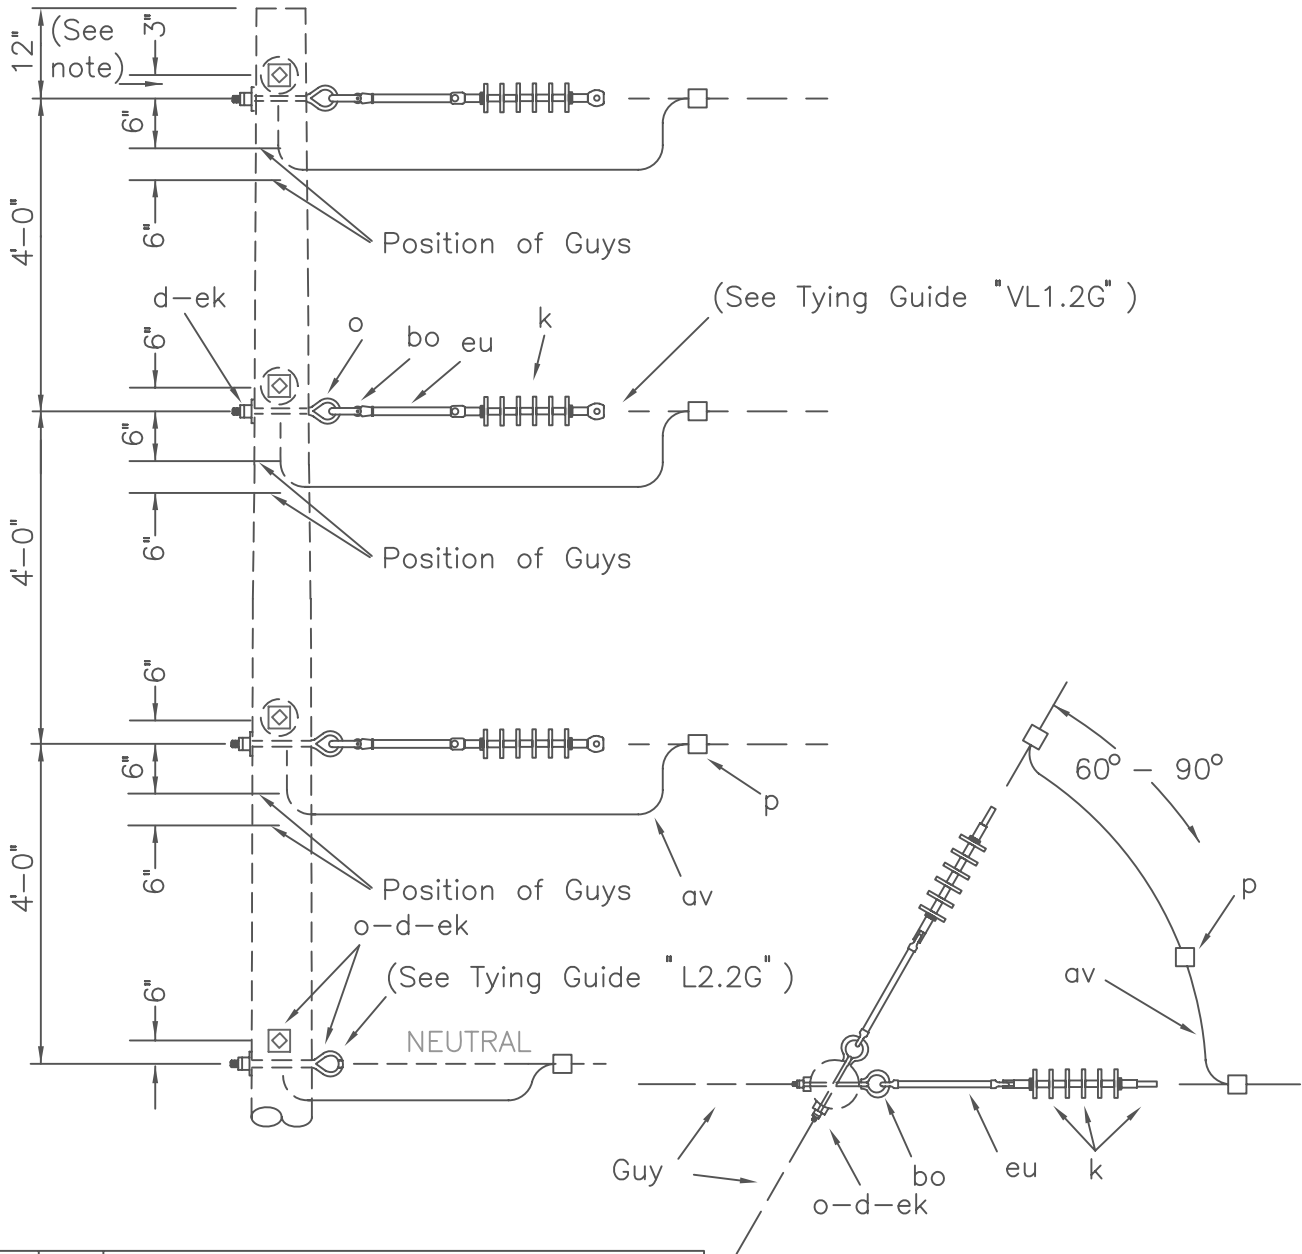 12"
(See
note)
3"
6"
6"
Position of Guys
4'-0"
d-ek
o
bo
eu
k
(See Tying Guide "VL1.2G")
6"
6"
6"
Position of Guys
4'-0"
6"
6"
6"
Position of Guys
p
av
4'-0"
o-d-ek
(See Tying Guide "L2.2G")
6"
NEUTRAL
60° - 90°
p
av
Guy
o-d-ek
bo
eu
k